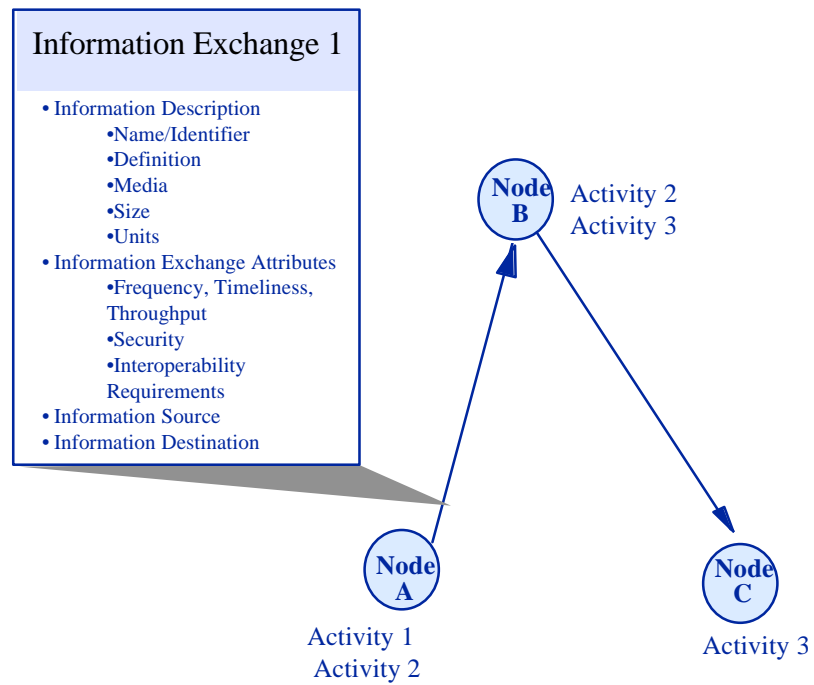 Information Exchange 1
• Information Description
•Name/Identifier
•Definition
•Media
•Size
•Units
• Information Exchange Attributes
•Frequency, Timeliness,
Throughput
•Security
•Interoperability
Requirements
• Information Source
• Information Destination
Node
B
Activity 2
Activity 3
Node
A
Activity 1
Activity 2
Node
C
Activity 3